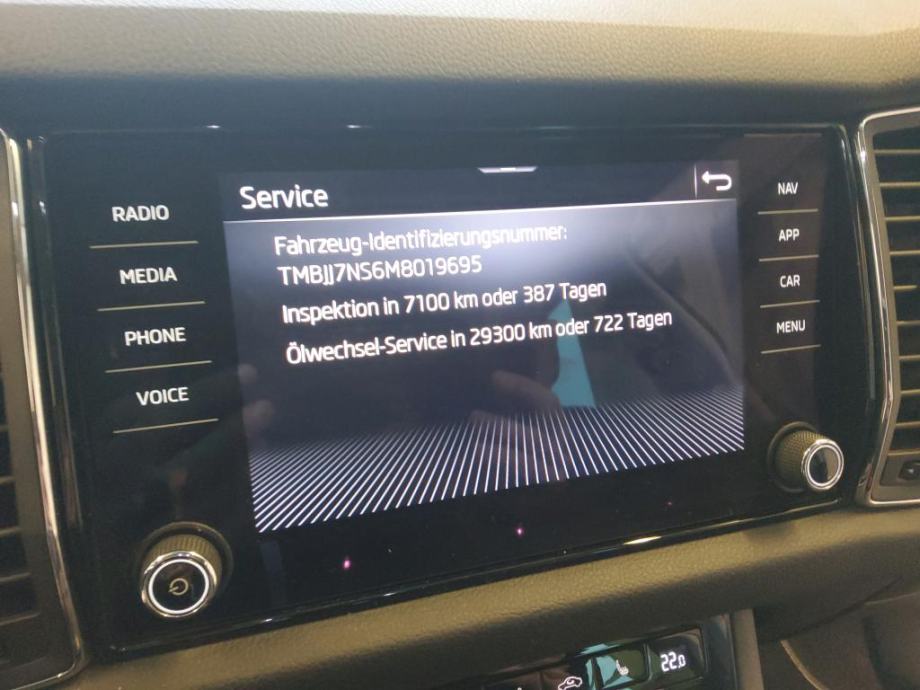 Service
RADIO
MEDIA
PHONE
VOICE
Fahrzeug-Identifizierungsnummer:
TMBJJ7NS6M8019695
Inspektion in 7100 km oder 387 Tagen
Ölwechsel-Service in 29300 km oder 722 Tagen
NAV
APP
CAR
MENU
22.0